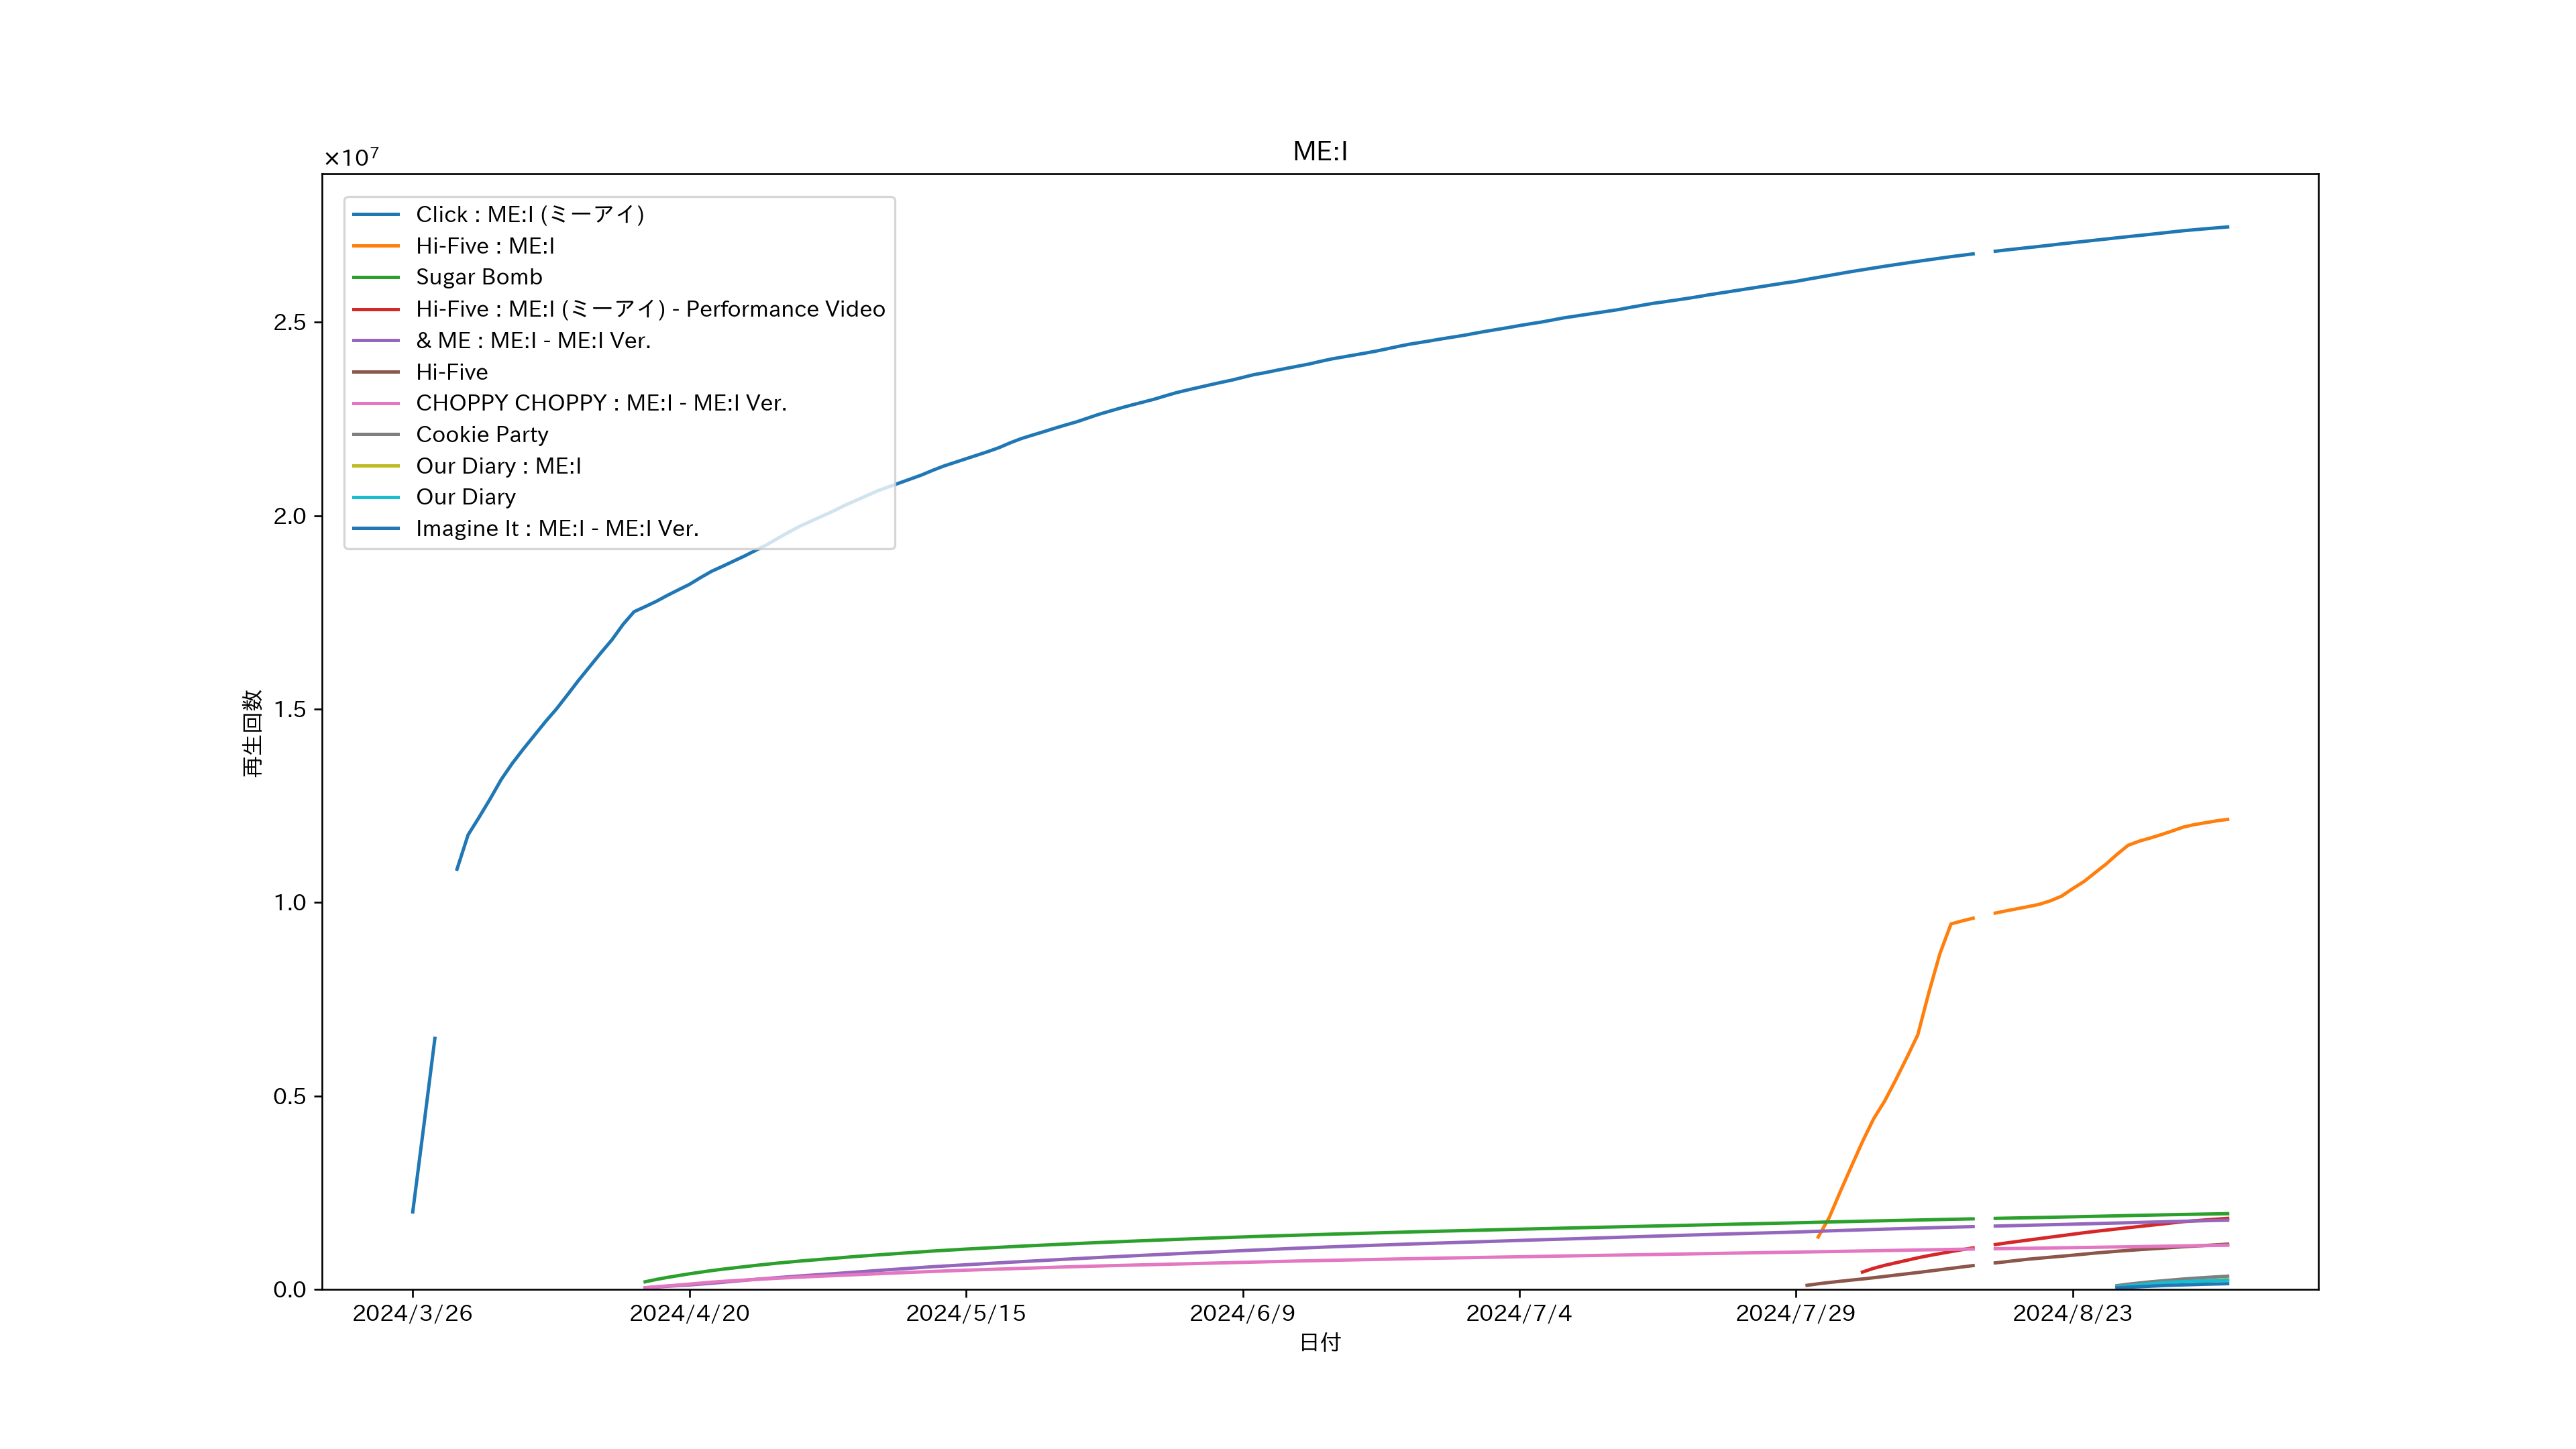 ME:I
×10⁷
Click : ME:I (ミーアイ)
Hi-Five : ME:I
Sugar Bomb
Hi-Five : ME:I (ミーアイ) - Performance Video
& ME : ME:I - ME:I Ver.
Hi-Five
CHOPPY CHOPPY : ME:I - ME:I Ver.
Cookie Party
Our Diary : ME:I
Our Diary
Imagine It : ME:I - ME:I Ver.
再生回数
2.5
2.0
1.5
1.0
0.5
0.0
2024/3/26 2024/4/20 2024/5/15 2024/6/9 2024/7/4 2024/7/29 2024/8/23
日付